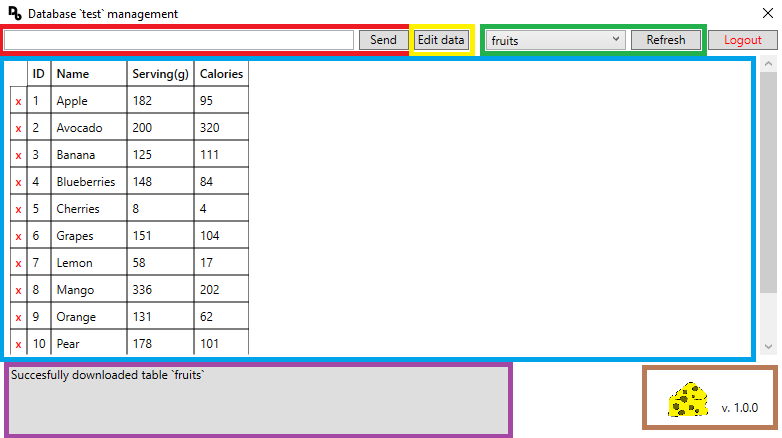 Database `test` management
Send Edit data fruits Refresh Logout
ID Name Serving(g) Calories
x 1 Apple 182 95
x 2 Avocado 200 320
x 3 Banana 125 111
x 4 Blueberries 148 84
x 5 Cherries 8 4
x 6 Grapes 151 104
x 7 Lemon 58 17
x 8 Mango 336 202
x 9 Orange 131 62
x 10 Pear 178 101
Succesfully downloaded table `fruits`
v. 1.0.0